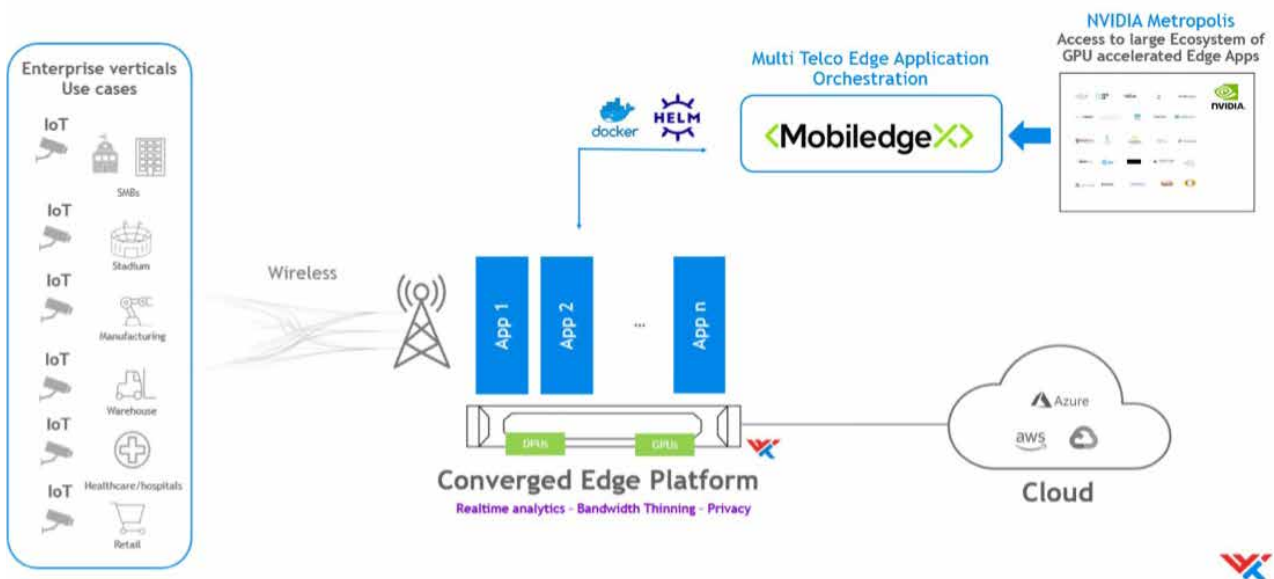 Enterprise verticals
Use cases
IoT
SMBs
IoT
Stadium
IoT
Manufacturing
IoT
Warehouse
IoT
Healthcare/hospitals
IoT
Retail
Wireless
docker
HELM
Multi Telco Edge Application
Orchestration
<MobiledgeX>
NVIDIA Metropolis
Access to large Ecosystem of
GPU accelerated Edge Apps
NVIDIA.
App 1
App 2
...
App n
DPUs
GPUs
Converged Edge Platform
Realtime analytics - Bandwidth Thinning - Privacy
Azure
aws
Cloud